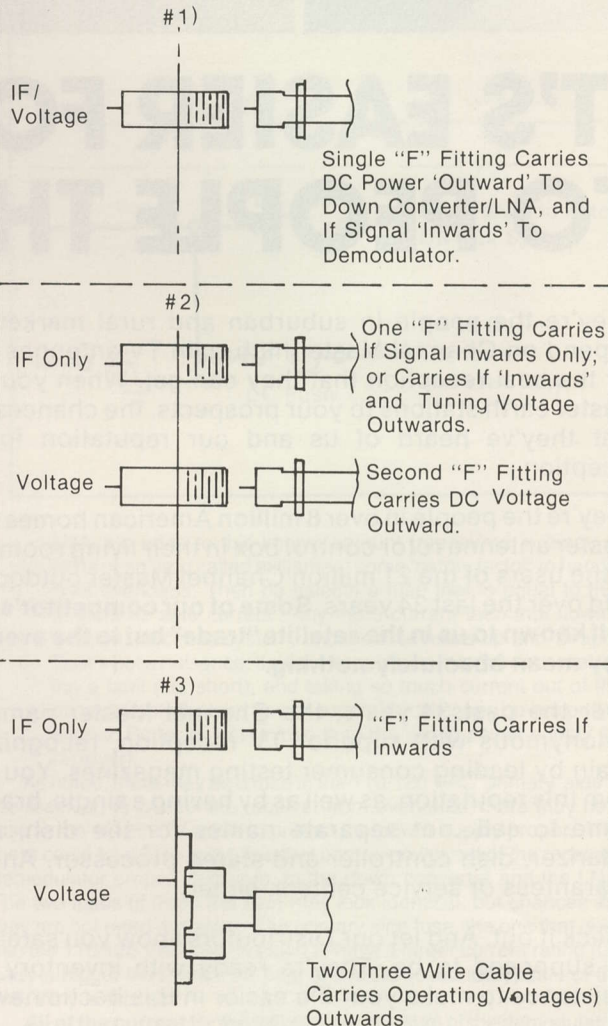 #1)
IF/
Voltage
Single "F" Fitting Carries
DC Power 'Outward' To
Down Converter/LNA, and
If Signal 'Inwards' To
Demodulator.
#2)
IF Only
One "F" Fitting Carries
If Signal Inwards Only;
or Carries If 'Inwards'
and Tuning Voltage
Outwards.
Voltage
Second "F" Fitting
Carries DC Voltage
Outward.
#3)
IF Only
"F" Fitting Carries If
Inwards
Voltage
Two/Three Wire Cable
Carries Operating Voltage(s)
Outwards